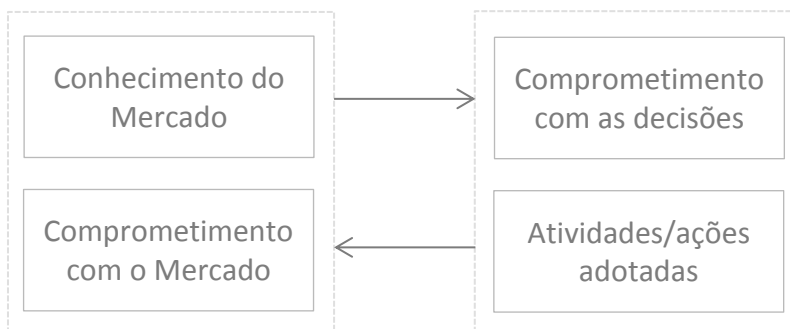 Conhecimento do
Mercado
Comprometimento
com as decisões
Comprometimento
com o Mercado
Atividades/ações
adotadas